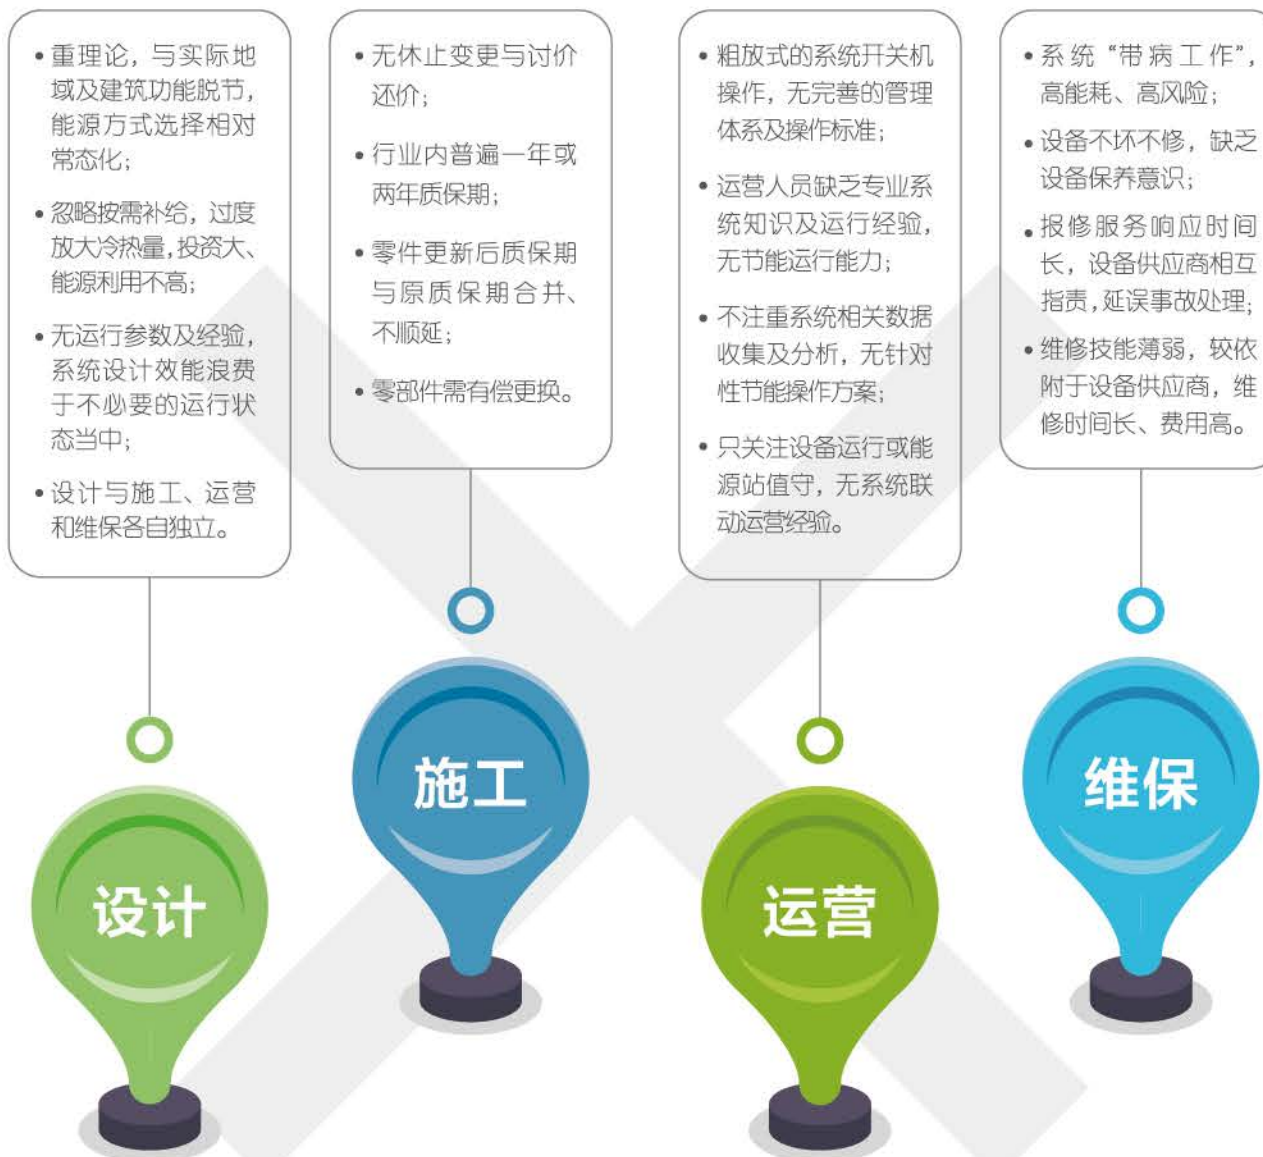 • 重理论，与实际地
域及建筑功能脱节，
能源方式选择相对
常态化；
• 忽略按需补给，过度
放大冷热量，投资大、
能源利用不高；
• 无运行参数及经验，
系统设计效能浪费
于不必要的运行状
态当中；
• 设计与施工、运营
和维保各自独立。
• 无休止变更与讨价
还价；
• 行业内普遍一年或
两年质保期；
• 零件更新后质保期
与原质保期合并、
不顺延；
• 零部件需有偿更换。
• 粗放式的系统开关机
操作，无完善的管理
体系及操作标准；
• 运营人员缺乏专业系
统知识及运行经验，
无节能运行能力；
• 不注重系统相关数据
收集及分析，无针对
性节能操作方案；
• 只关注设备运行或能
源站值守，无系统联
动运营经验。
• 系统“带病工作”，
高能耗、高风险；
• 设备不坏不修，缺乏
设备保养意识；
• 报修服务响应时间
长，设备供应商相互
指责，延误事故处理；
• 维修技能薄弱，较依
附于设备供应商，维
修时间长、费用高。
设计
施工
运营
维保